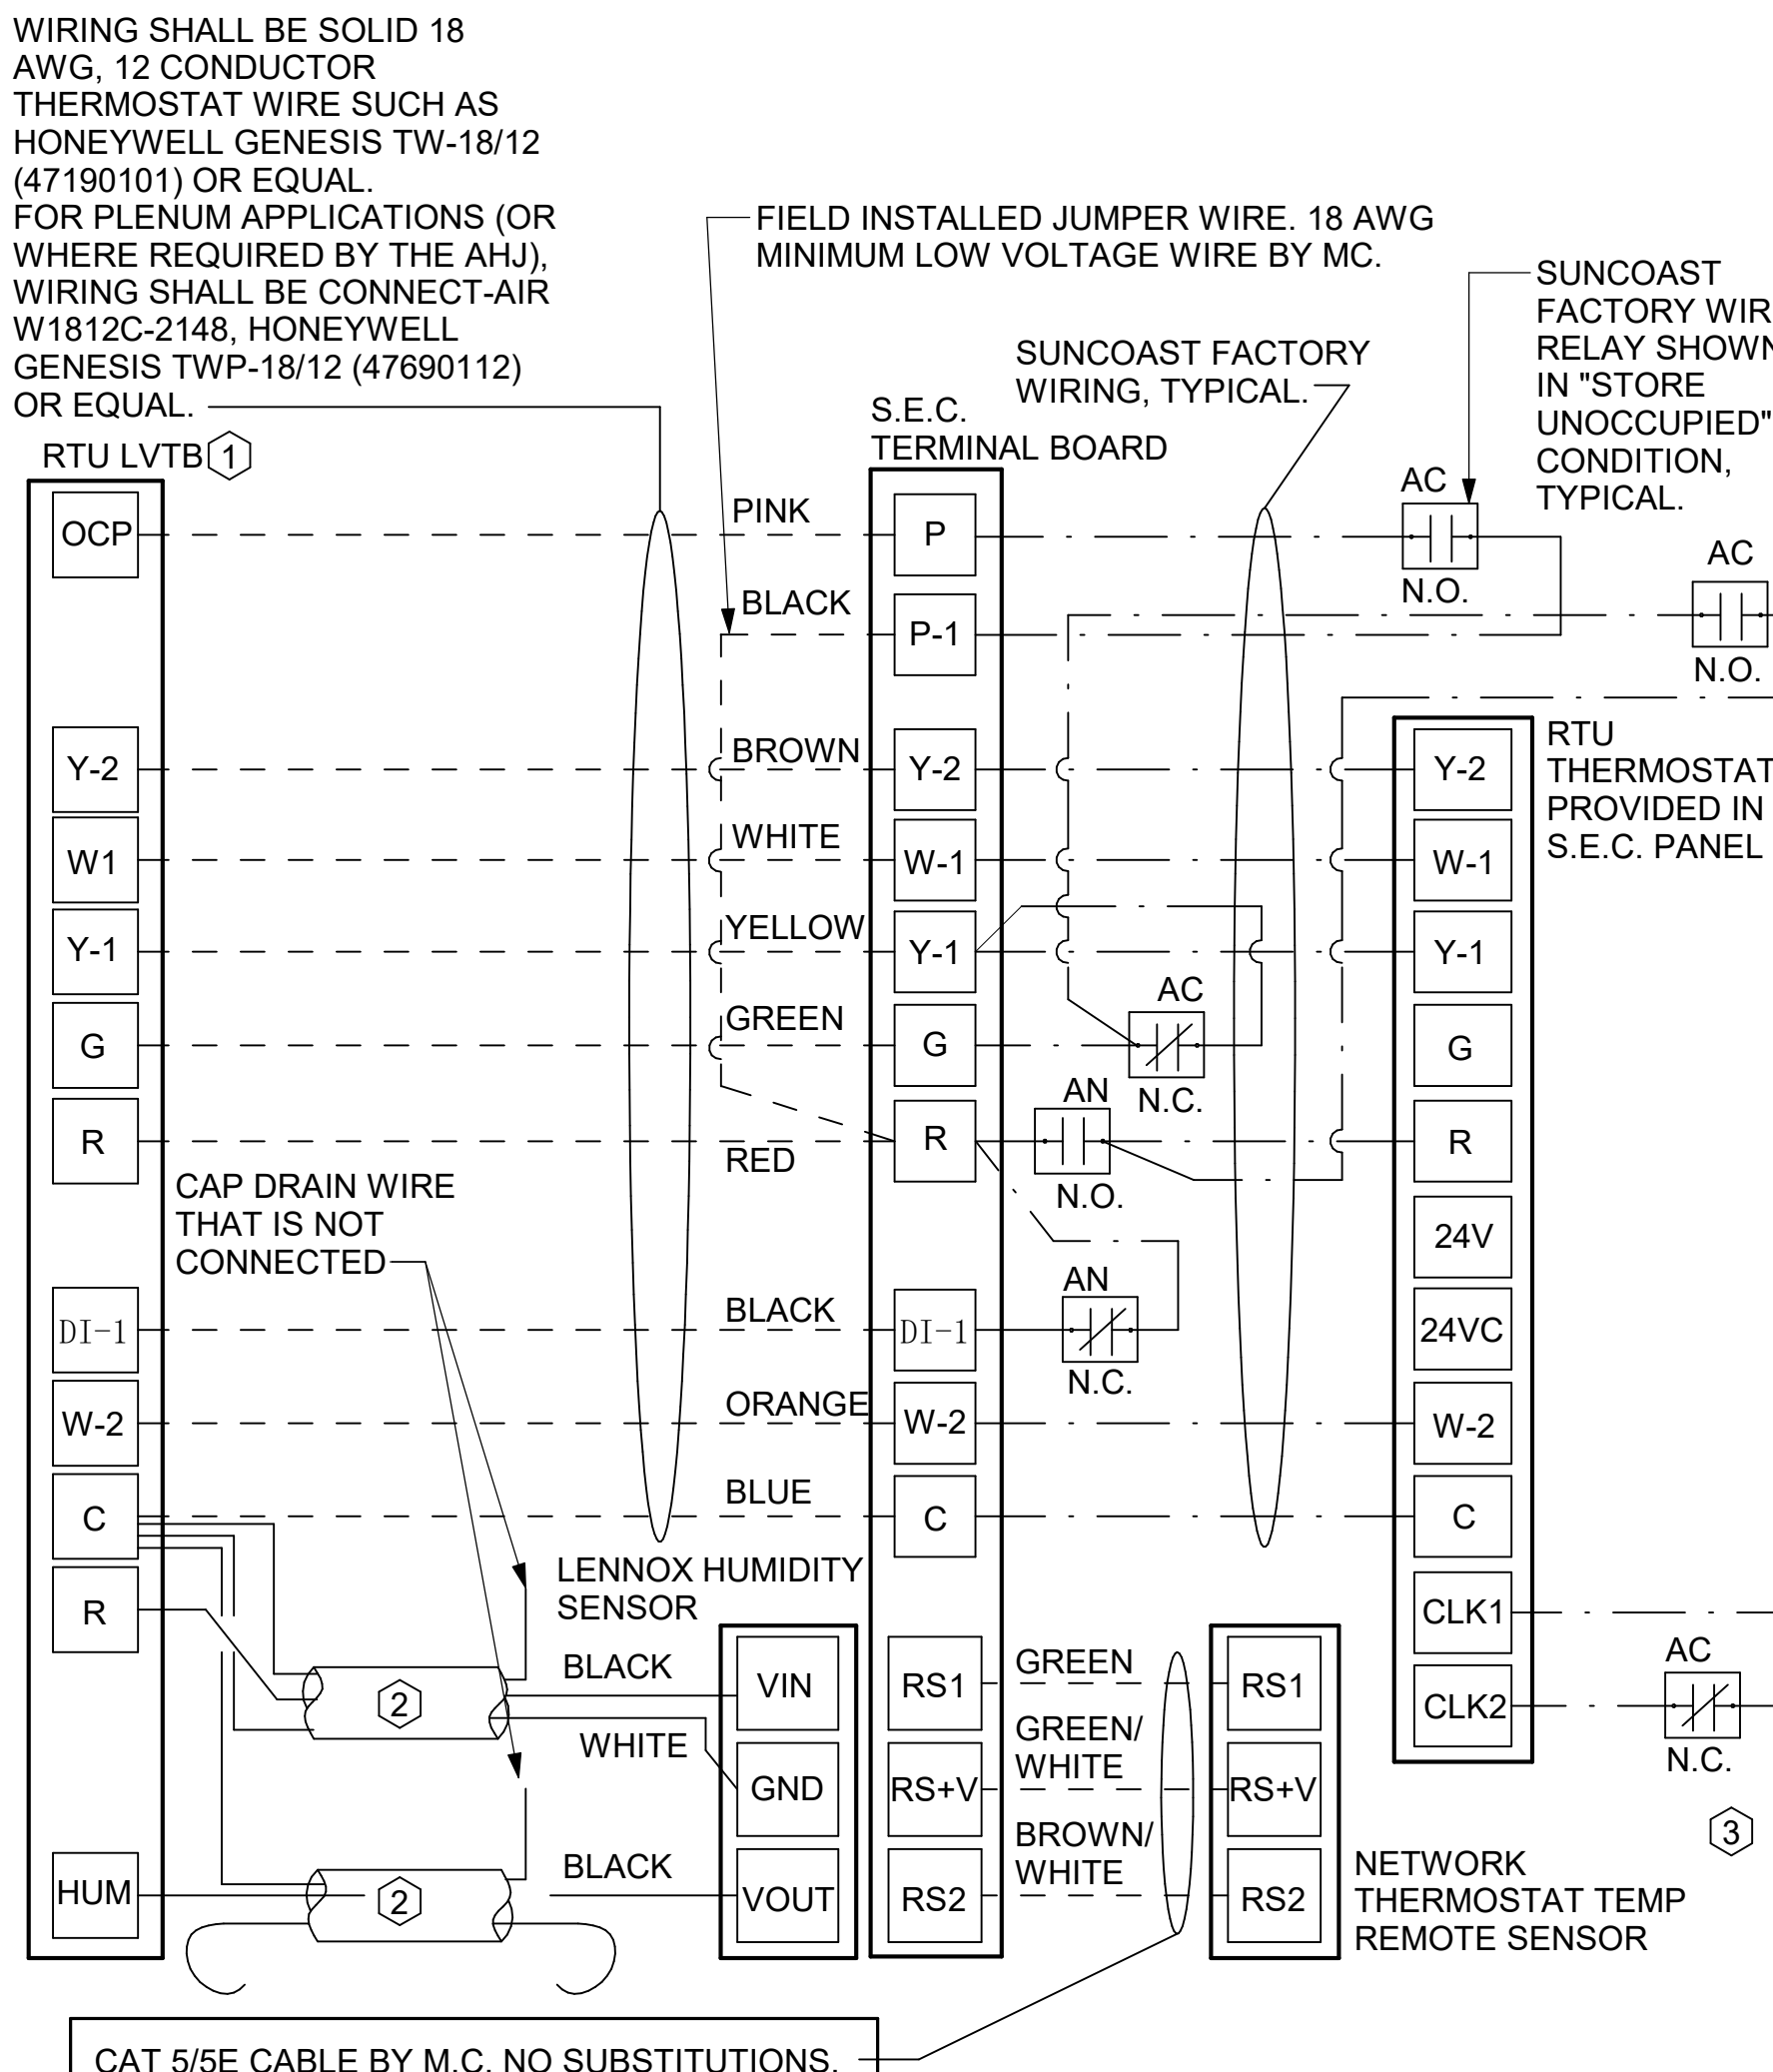 WIRING SHALL BE SOLID 18
AWG, 12 CONDUCTOR
THERMOSTAT WIRE SUCH AS
HONEYWELL GENESIS TW-18/12
(47190101) OR EQUAL.
FOR PLENUM APPLICATIONS (OR
WHERE REQUIRED BY THE AHJ),
WIRING SHALL BE CONNECT-AIR
W1812C-2148, HONEYWELL
GENESIS TWP-18/12 (47690112)
OR EQUAL.
FIELD INSTALLED JUMPER WIRE. 18 AWG
MINIMUM LOW VOLTAGE WIRE BY MC.
SUNCOAST FACTORY
WIRING, TYPICAL.
SUNCOAST
FACTORY WIR
RELAY SHOWN
IN "STORE
UNOCCUPIED"
CONDITION,
TYPICAL.
RTU LVTB 1
OCP
Y-2
W1
Y-1
G
R
DI-1
W-2
C
R
HUM
CAP DRAIN WIRE
THAT IS NOT
CONNECTED
PINK
BLACK
BROWN
WHITE
YELLOW
GREEN
RED
BLACK
ORANGE
BLUE
S.E.C.
TERMINAL BOARD
P
P-1
Y-2
W-1
Y-1
G
R
DI-1
W-2
C
RS1
RS+V
RS2
AC
N.O.
AC
N.O.
AC
N.C.
AN
N.O.
AN
N.C.
RTU
THERMOSTAT
PROVIDED IN
S.E.C. PANEL
Y-2
W-1
Y-1
G
R
24V
24VC
W-2
C
CLK1
CLK2
AC
N.C.
3
LENNOX HUMIDITY
SENSOR
2
BLACK
WHITE
2
BLACK
VIN
GND
VOUT
GREEN
GREEN/
WHITE
BROWN/
WHITE
RS1
RS+V
RS2
NETWORK
THERMOSTAT TEMP
REMOTE SENSOR
CAT 5/5E CABLE BY M.C. NO SUBSTITUTIONS.